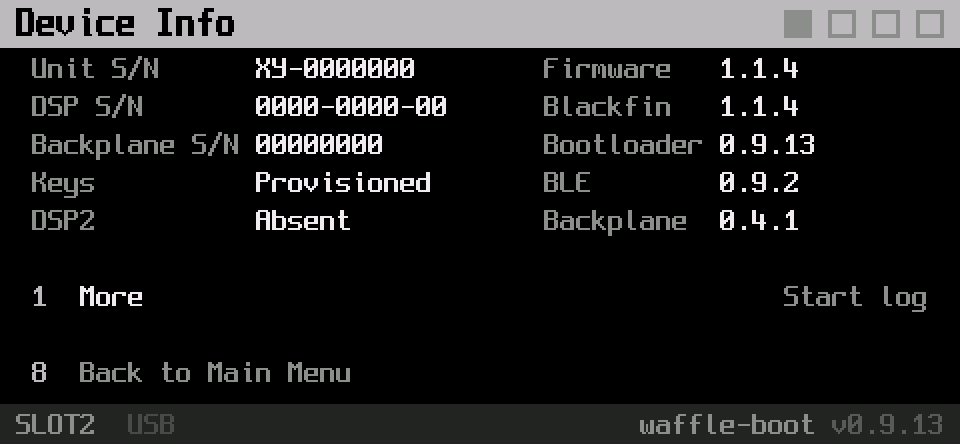 Device Info
Unit S/N XY-0000000 Firmware 1.1.4
DSP S/N 0000-0000-00 Blackfin 1.1.4
Backplane S/N 00000000 Bootloader 0.9.13
Keys Provisioned BLE 0.9.2
DSP2 Absent Backplane 0.4.1
1 More Start log
8 Back to Main Menu
SLOT2 USB waffle-boot v0.9.13